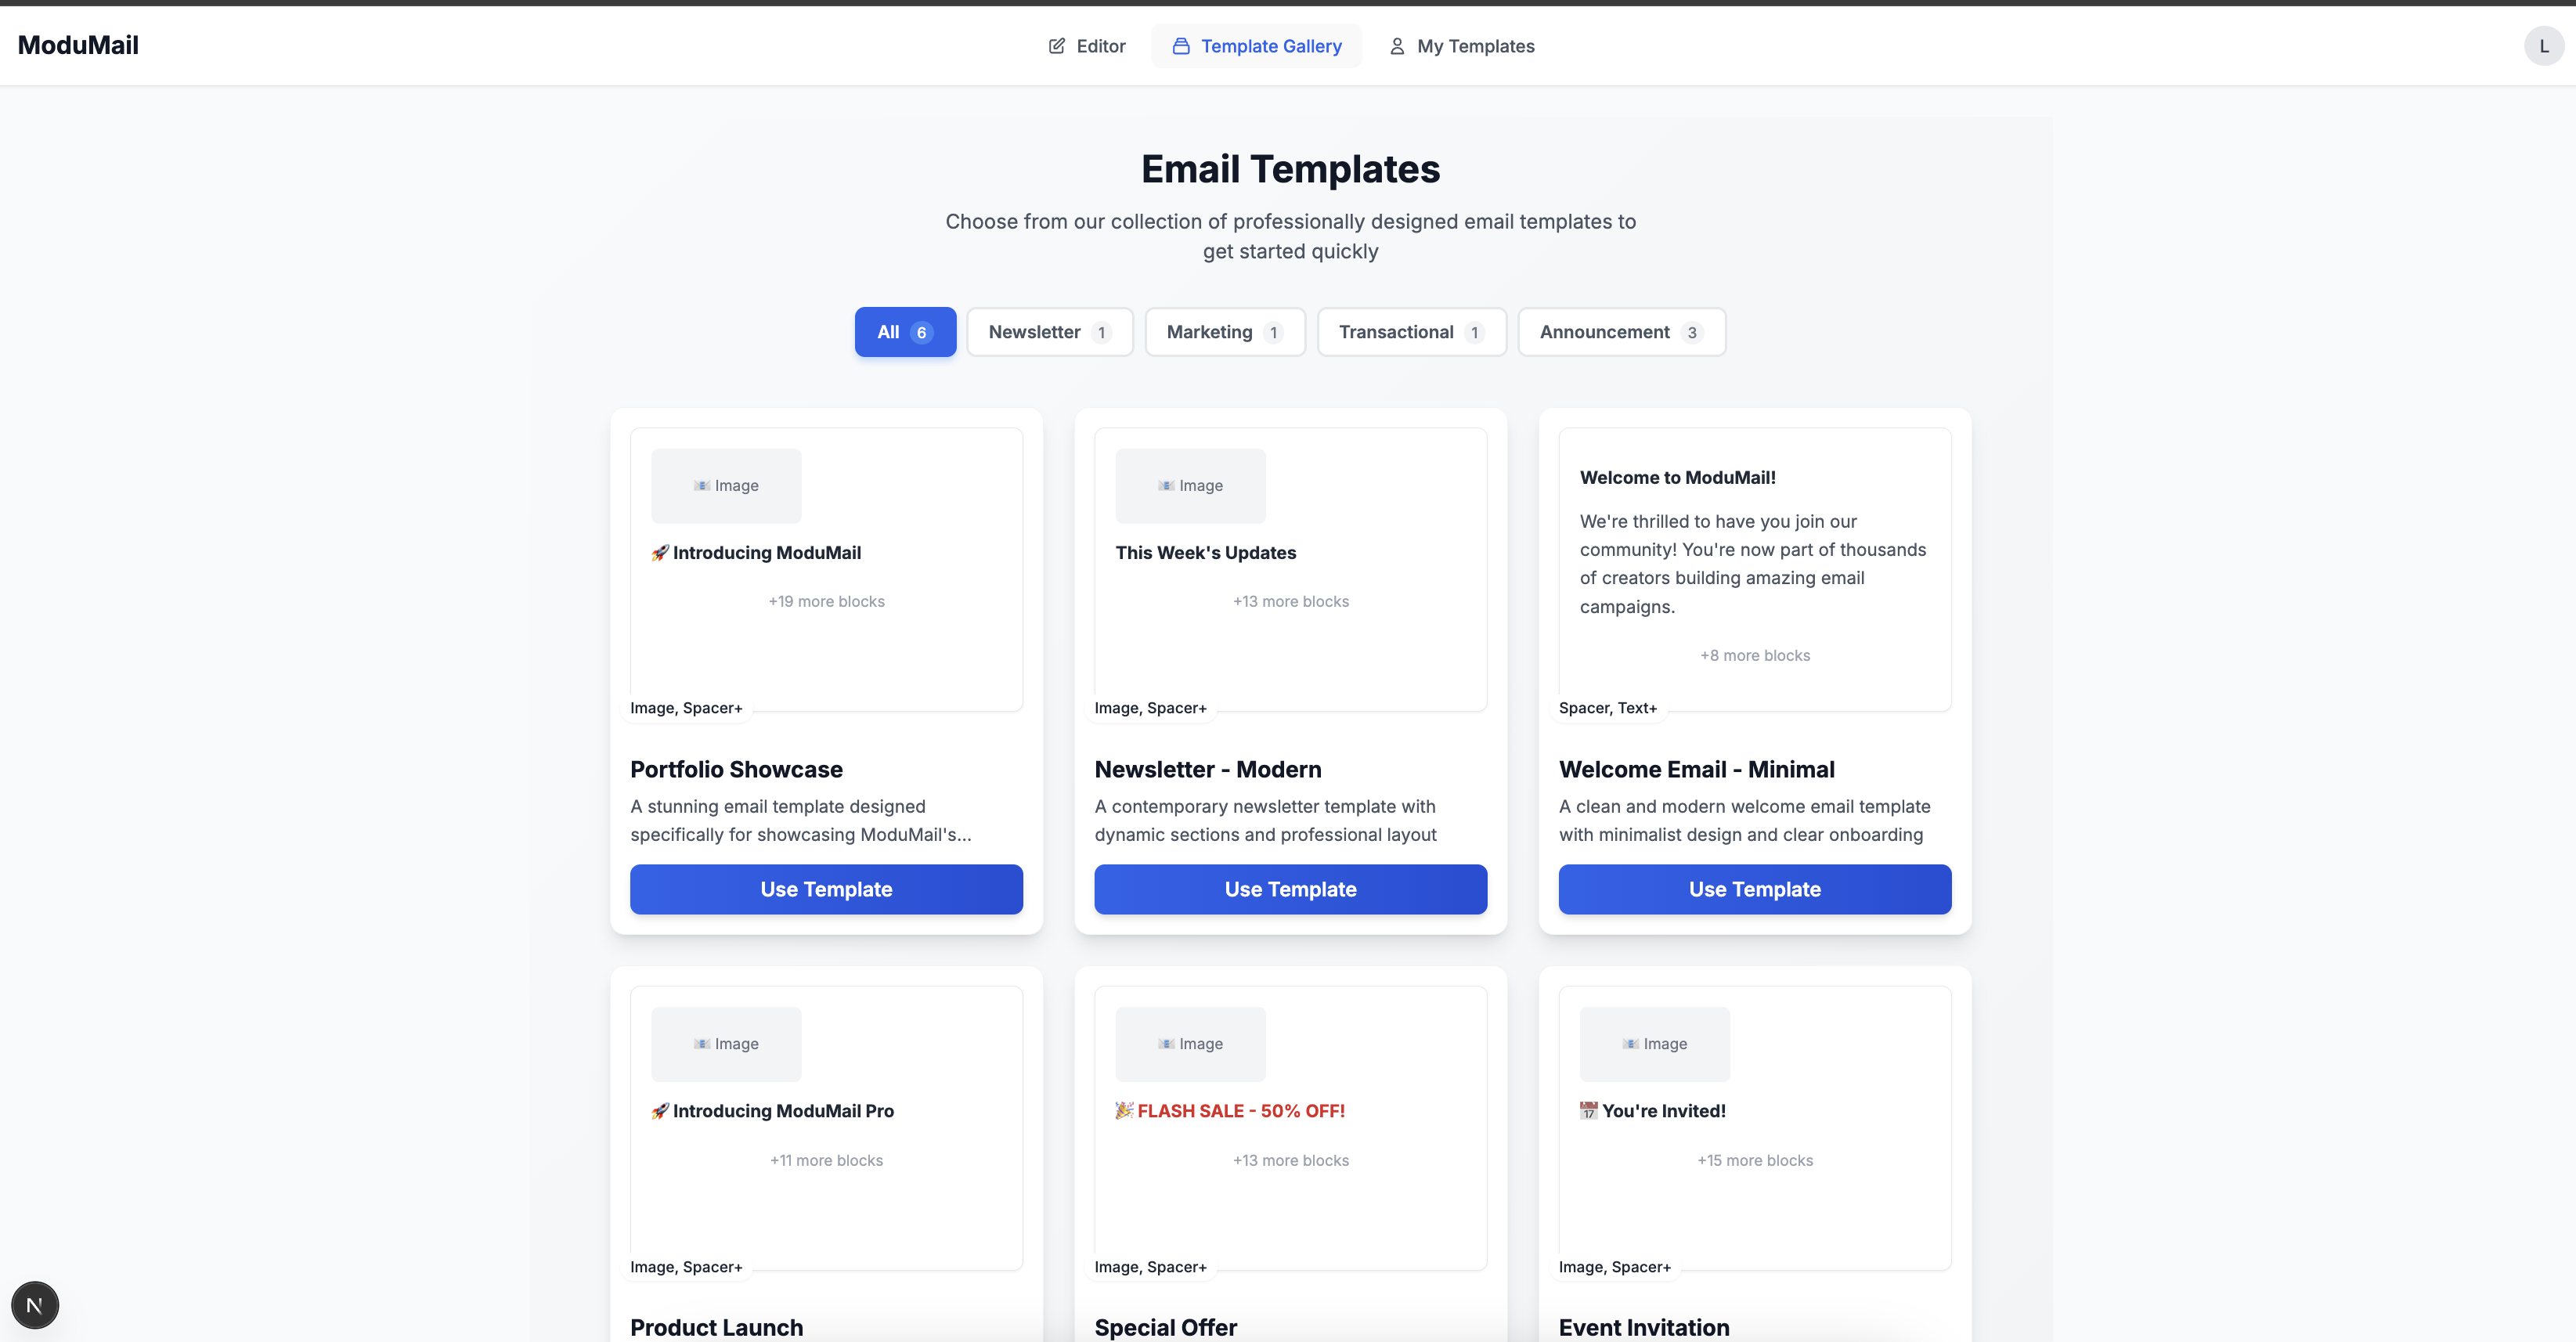 ModuMail
Editor
Template Gallery
My Templates
L
Email Templates
Choose from our collection of professionally designed email templates to
get started quickly
All 6
Newsletter 1
Marketing 1
Transactional 1
Announcement 3
Image
🚀 Introducing ModuMail
+19 more blocks
Image, Spacer+
Portfolio Showcase
A stunning email template designed
specifically for showcasing ModuMail's...
Use Template
Image
This Week's Updates
+13 more blocks
Image, Spacer+
Newsletter - Modern
A contemporary newsletter template with
dynamic sections and professional layout
Use Template
Welcome to ModuMail!
We're thrilled to have you join our
community! You're now part of thousands
of creators building amazing email
campaigns.
+8 more blocks
Spacer, Text+
Welcome Email - Minimal
A clean and modern welcome email template
with minimalist design and clear onboarding
Use Template
Image
🚀 Introducing ModuMail Pro
+11 more blocks
Image, Spacer+
Product Launch
Image
🎉 FLASH SALE - 50% OFF!
+13 more blocks
Image, Spacer+
Special Offer
Image
📅 You're Invited!
+15 more blocks
Image, Spacer+
Event Invitation
N